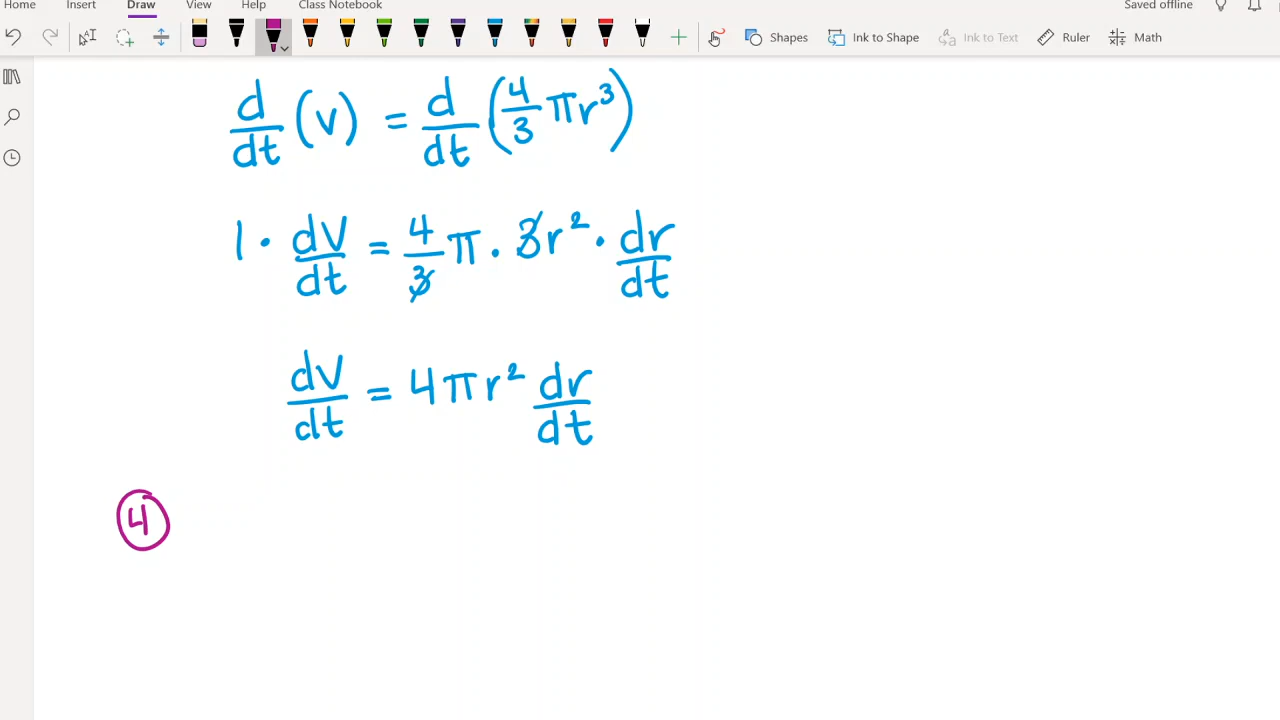 Home Insert Draw View Help Class Notebook Saved offline
Shapes Ink to Shape Ink to Text Ruler Math
d/dt (V) = d/dt (4/3 πr³)
1 · dV/dt = 4/3 π · 3r² · dr/dt
dV/dt = 4πr² dr/dt
4